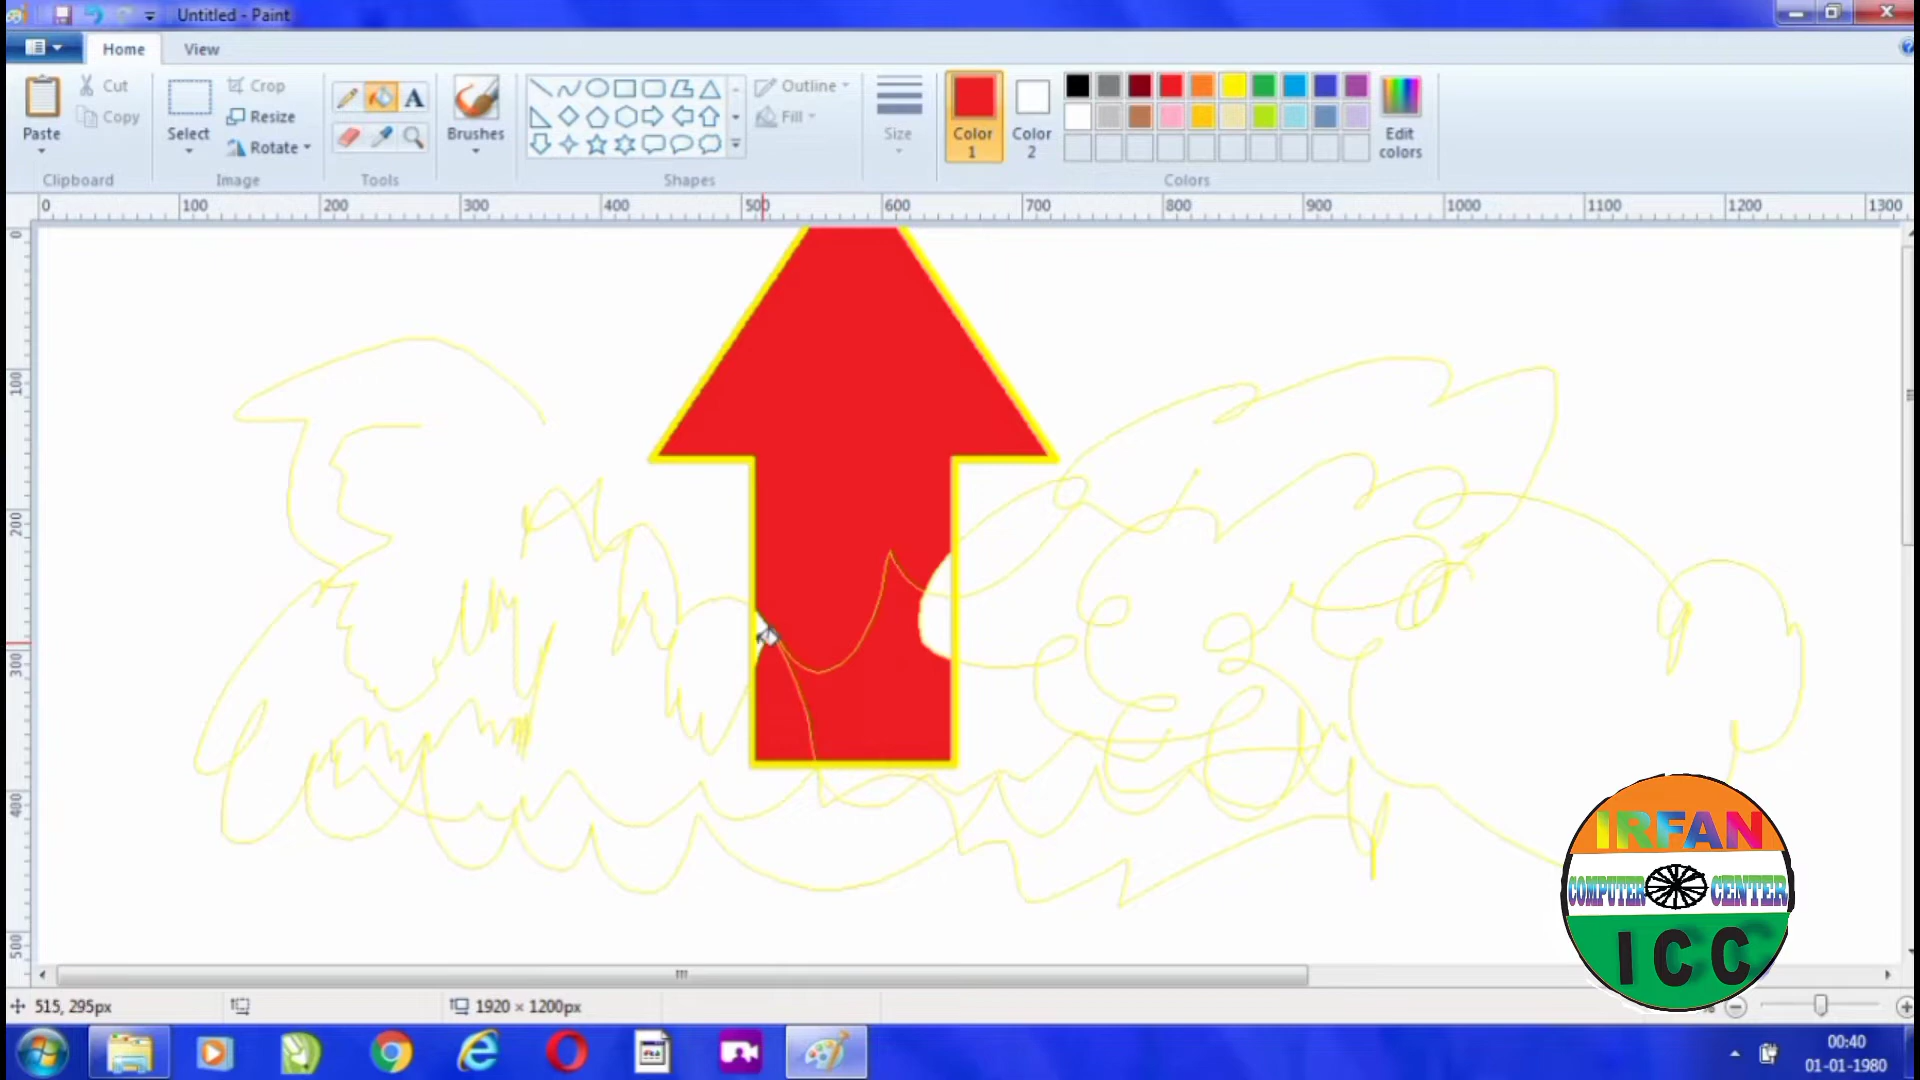 Untitled - Paint
Home View
Paste
Cut
Copy
Clipboard
Select
Crop
Resize
Rotate
Image
A
Tools
Brushes
Shapes
Outline
Fill
Size
Color 1
Color 2
Edit colors
Colors
0 100 200 300 400 500 600 700 800 900 1000 1100 1200 1300
0
100
200
300
400
500
IRFAN
COMPUTER CENTER
ICC
515, 295px
1920 × 1200px
%
00:40
01-01-1980